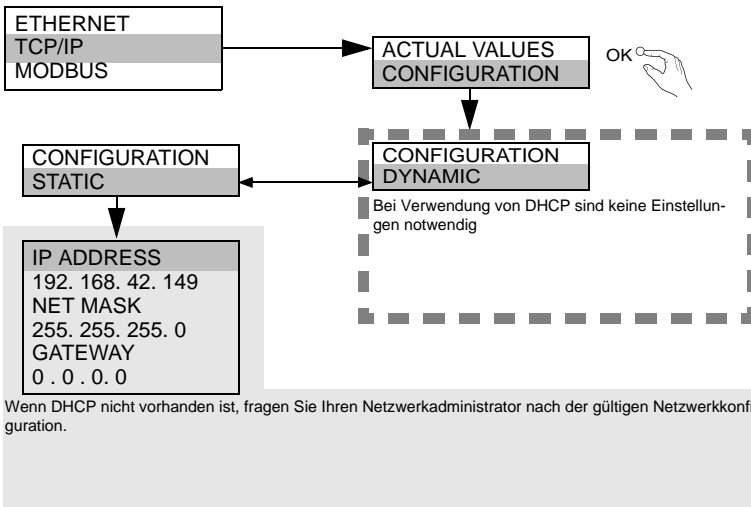 ETHERNET
TCP/IP
MODBUS
ACTUAL VALUES
CONFIGURATION
OK
CONFIGURATION
STATIC
CONFIGURATION
DYNAMIC
Bei Verwendung von DHCP sind keine Einstellun-
gen notwendig
IP ADDRESS
192. 168. 42. 149
NET MASK
255. 255. 255. 0
GATEWAY
0 . 0 . 0. 0
Wenn DHCP nicht vorhanden ist, fragen Sie Ihren Netzwerkadministrator nach der gültigen Netzwerkkonfi
guration.